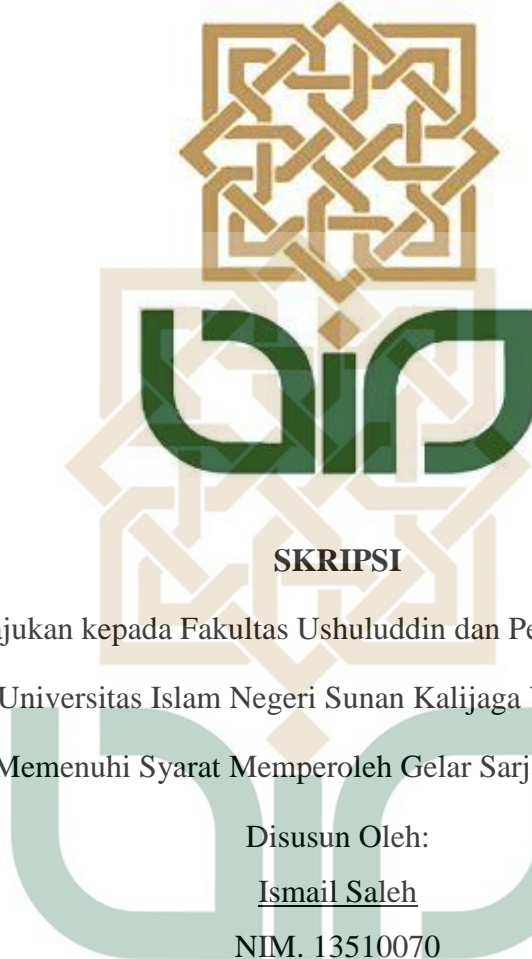 SKRIPSI
ajukan kepada Fakultas Ushuluddin dan Pe
Universitas Islam Negeri Sunan Kalijaga
Memenuhi Syarat Memperoleh Gelar Sarj
Disusun Oleh:
Ismail Saleh
NIM. 13510070